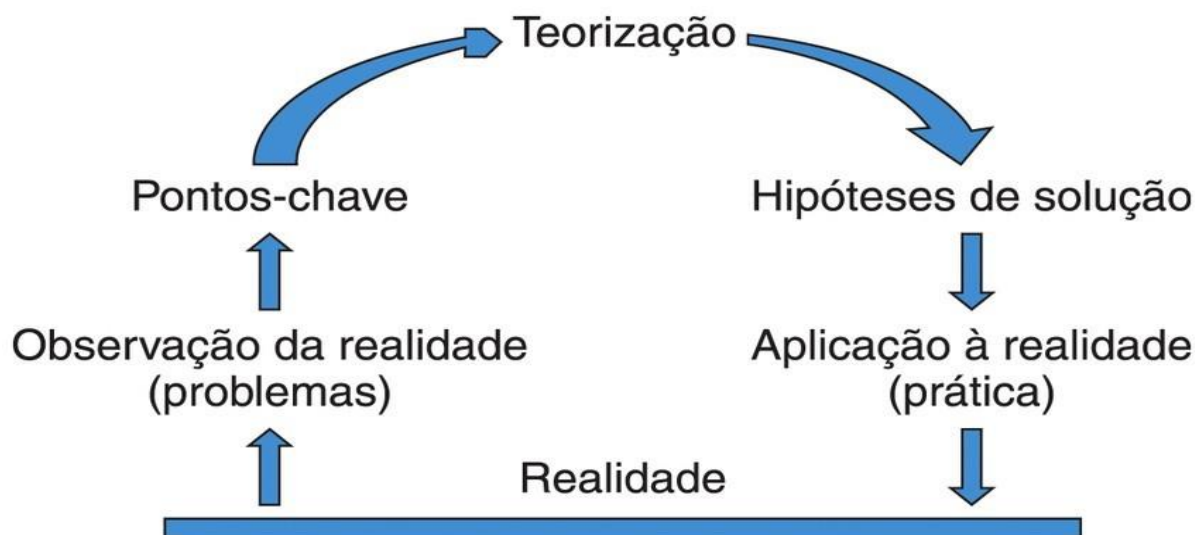 Teorização
Pontos-chave
Hipóteses de solução
Observação da realidade
(problemas)
Aplicação à realidade
(prática)
Realidade